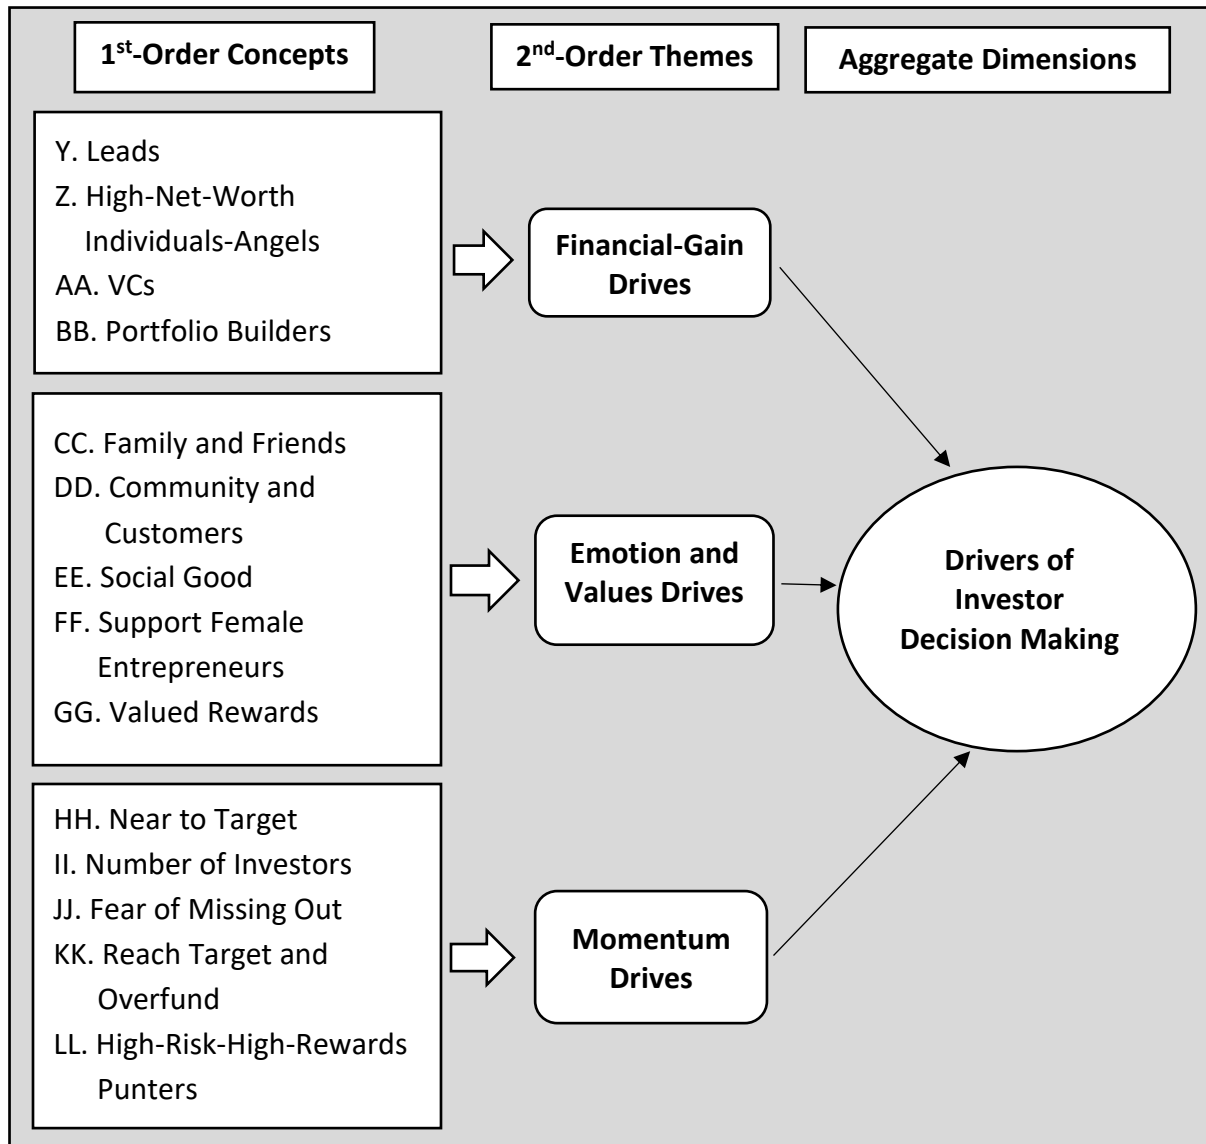 1st-Order Concepts
2nd-Order Themes
Aggregate Dimensions
Y. Leads
Z. High-Net-Worth
Individuals-Angels
AA. VCs
BB. Portfolio Builders
Financial-Gain
Drives
CC. Family and Friends
DD. Community and
Customers
EE. Social Good
FF. Support Female
Entrepreneurs
GG. Valued Rewards
Emotion and
Values Drives
Drivers of
Investor
Decision Making
HH. Near to Target
II. Number of Investors
JJ. Fear of Missing Out
KK. Reach Target and
Overfund
LL. High-Risk-High-Rewards
Punters
Momentum
Drives